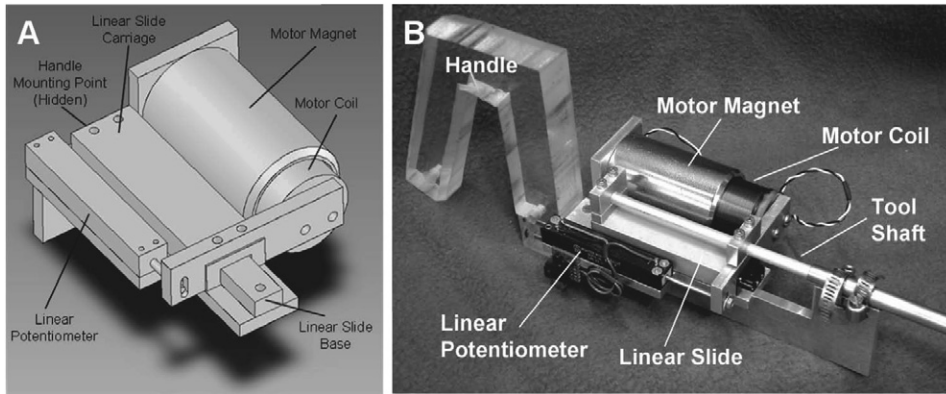 A
Linear Slide
Carriage
Motor Magnet
Handle
Mounting Point
(Hidden)
Motor Coil
Linear
Potentiometer
Linear Slide
Base
B
Handle
Motor Magnet
Motor Coil
Tool
Shaft
Linear
Potentiometer
Linear Slide